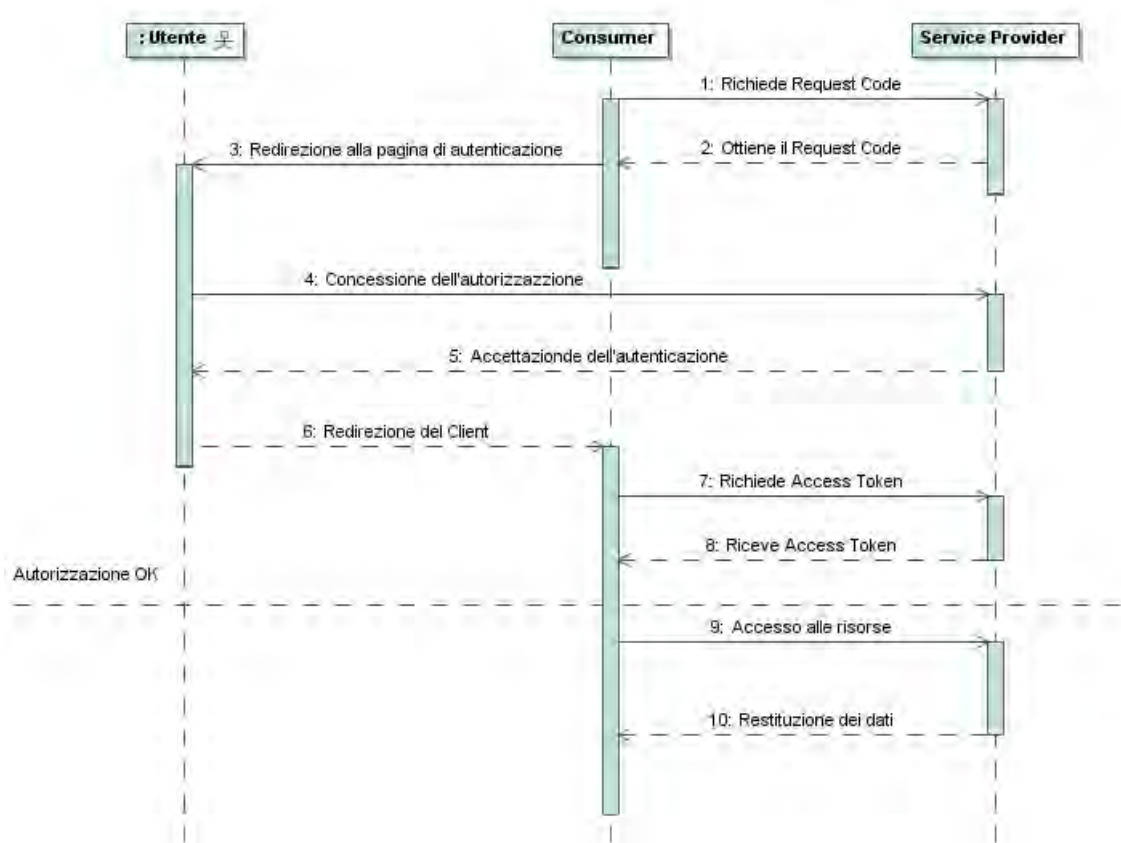 : Utente
Consumer
Service Provider
1: Richiede Request Code
3: Redirezione alla pagina di autenticazione
2: Ottiene il Request Code
4: Concessione dell'autorizzazzione
5: Accettazionde dell'autenticazione
6: Redirezione del Client
7: Richiede Access Token
8: Riceve Access Token
Autorizzazione OK
9: Accesso alle risorse
10: Restituzione dei dati